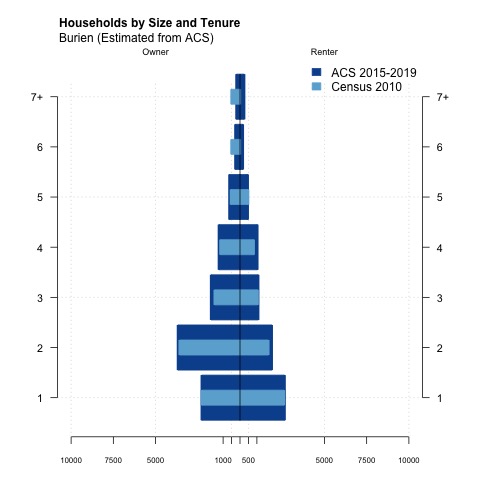 Households by Size and Tenure
Burien (Estimated from ACS)
Owner Renter
ACS 2015-2019
Census 2010
7+ 7+
6 6
5 5
4 4
3 3
2 2
1 1
10000 7500 5000 1000 500 5000 7500 10000